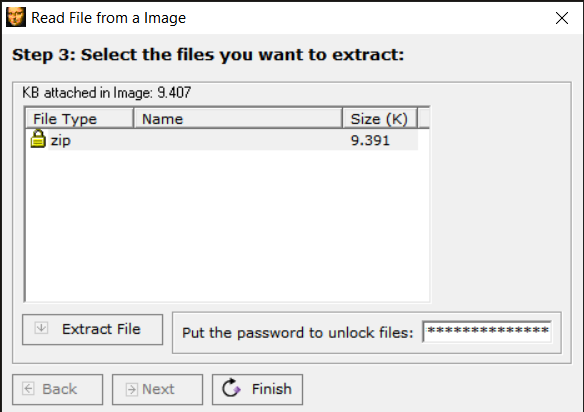 Read File from a Image
Step 3: Select the files you want to extract:
KB attached in Image: 9.407
File Type Name Size (K)
zip 9.391
Extract File
Put the password to unlock files: **************
Back Next Finish